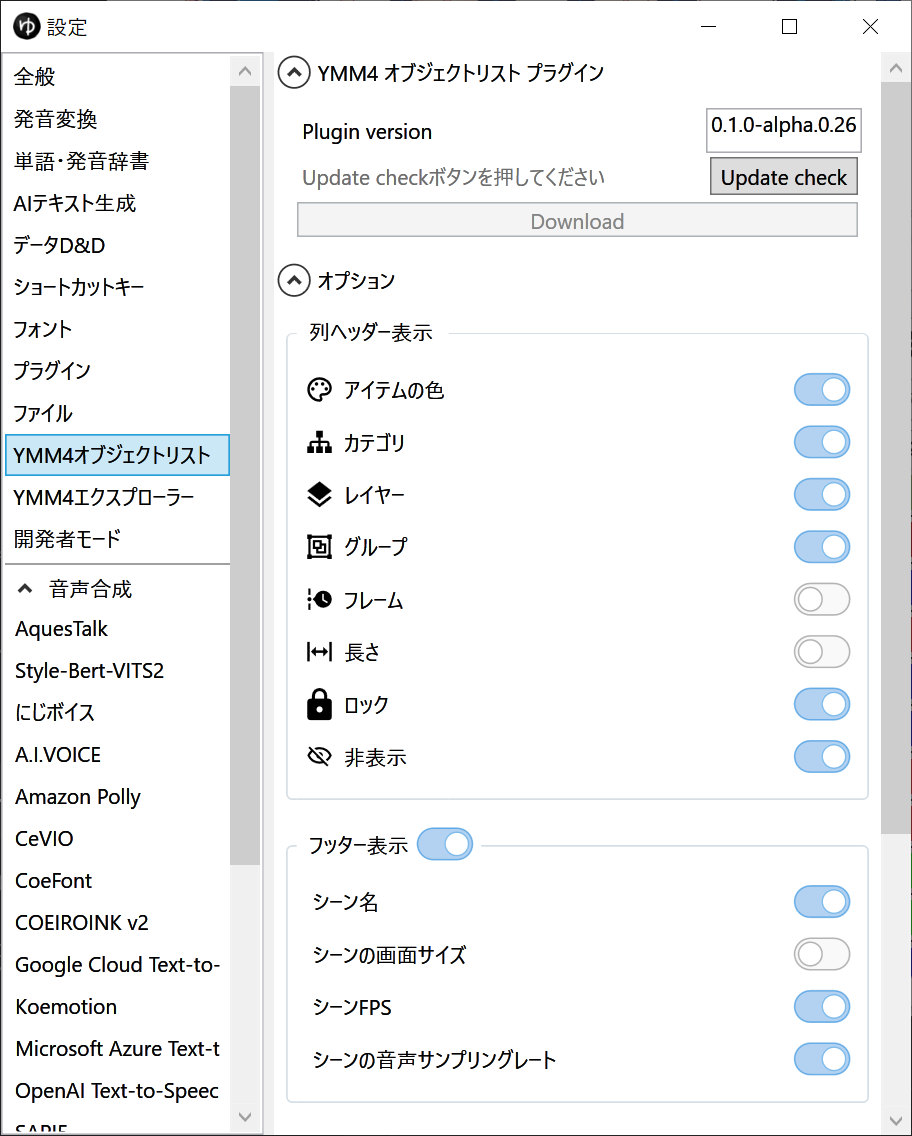 設定
全般
発音変換
単語・発音辞書
AIテキスト生成
データD&D
ショートカットキー
フォント
プラグイン
ファイル
YMM4オブジェクトリスト
YMM4エクスプローラー
開発者モード
音声合成
AquesTalk
Style-Bert-VITS2
にじボイス
A.I.VOICE
Amazon Polly
CeVIO
CoeFont
COEIROINK v2
Google Cloud Text-to-
Koemotion
Microsoft Azure Text-t
OpenAI Text-to-Speec
YMM4 オブジェクトリスト プラグイン
Plugin version
0.1.0-alpha.0.26
Update checkボタンを押してください
Update check
Download
オプション
列ヘッダー表示
アイテムの色
カテゴリ
レイヤー
グループ
フレーム
長さ
ロック
非表示
フッター表示
シーン名
シーンの画面サイズ
シーンFPS
シーンの音声サンプリングレート